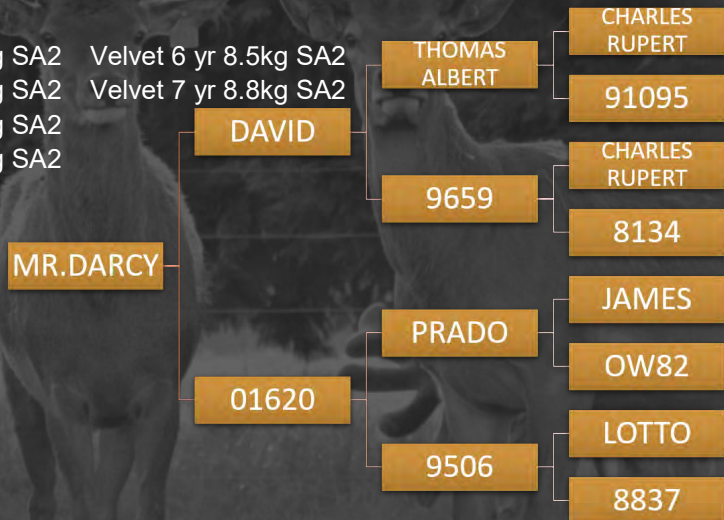 g SA2 Velvet 6 yr 8.5kg SA2
g SA2 Velvet 7 yr 8.8kg SA2
g SA2
g SA2
MR.DARCY
DAVID
01620
THOMAS
ALBERT
9659
PRADO
9506
CHARLES
RUPERT
91095
CHARLES
RUPERT
8134
JAMES
OW82
LOTTO
8837